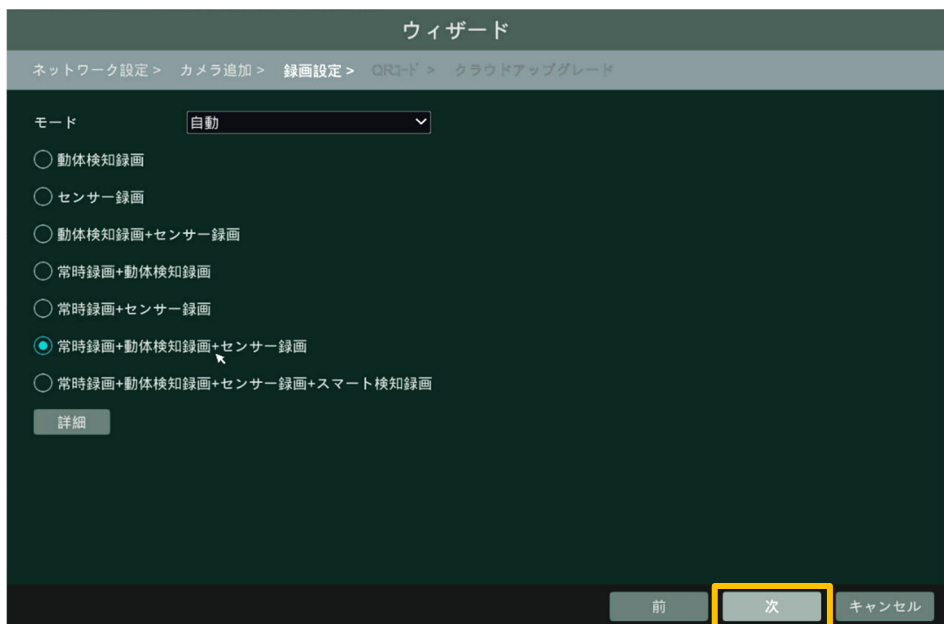 ウィザード
ネットワーク設定 > カメラ追加 > 録画設定 > QRｺｰﾄﾞ > クラウドアップグレード
モード 自動
動体検知録画
センサー録画
動体検知録画+センサー録画
常時録画+動体検知録画
常時録画+センサー録画
常時録画+動体検知録画+センサー録画
常時録画+動体検知録画+センサー録画+スマート検知録画
詳細
前 次 キャンセル